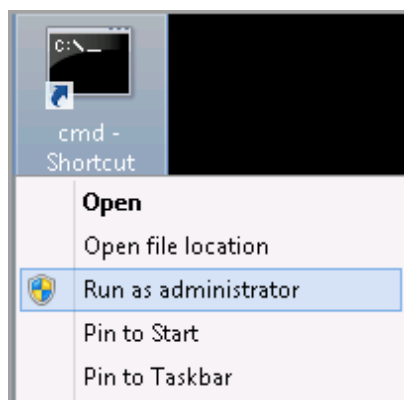 C:\_
cmd -
Shortcut
Open
Open file location
Run as administrator
Pin to Start
Pin to Taskbar